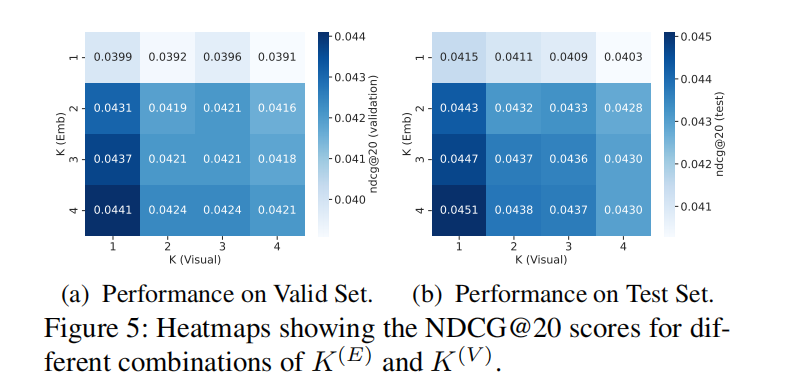 1 0.0399 0.0392 0.0396 0.0391
2 0.0431 0.0419 0.0421 0.0416
3 0.0437 0.0421 0.0421 0.0418
4 0.0441 0.0424 0.0424 0.0421
1 2 3 4
K (Visual)
K (Emb)
0.044
0.043
0.042
0.041
0.040
ndcg@20 (validation)
1 0.0415 0.0411 0.0409 0.0403
2 0.0443 0.0432 0.0433 0.0428
3 0.0447 0.0437 0.0436 0.0430
4 0.0451 0.0438 0.0437 0.0430
1 2 3 4
K (Visual)
K (Emb)
0.045
0.044
0.043
0.042
0.041
ndcg@20 (test)
(a) Performance on Valid Set.
(b) Performance on Test Set.
Figure 5: Heatmaps showing the NDCG@20 scores for dif-
ferent combinations of K^(E) and K^(V).